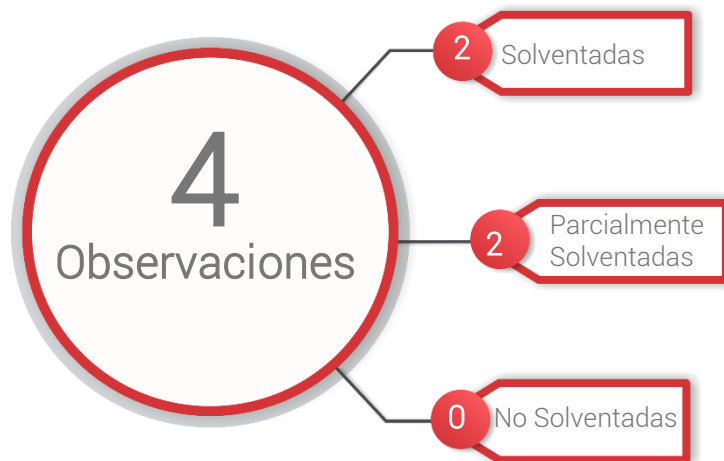 4
Observaciones
2
Solventadas
2
Parcialmente
Solventadas
0
No Solventadas